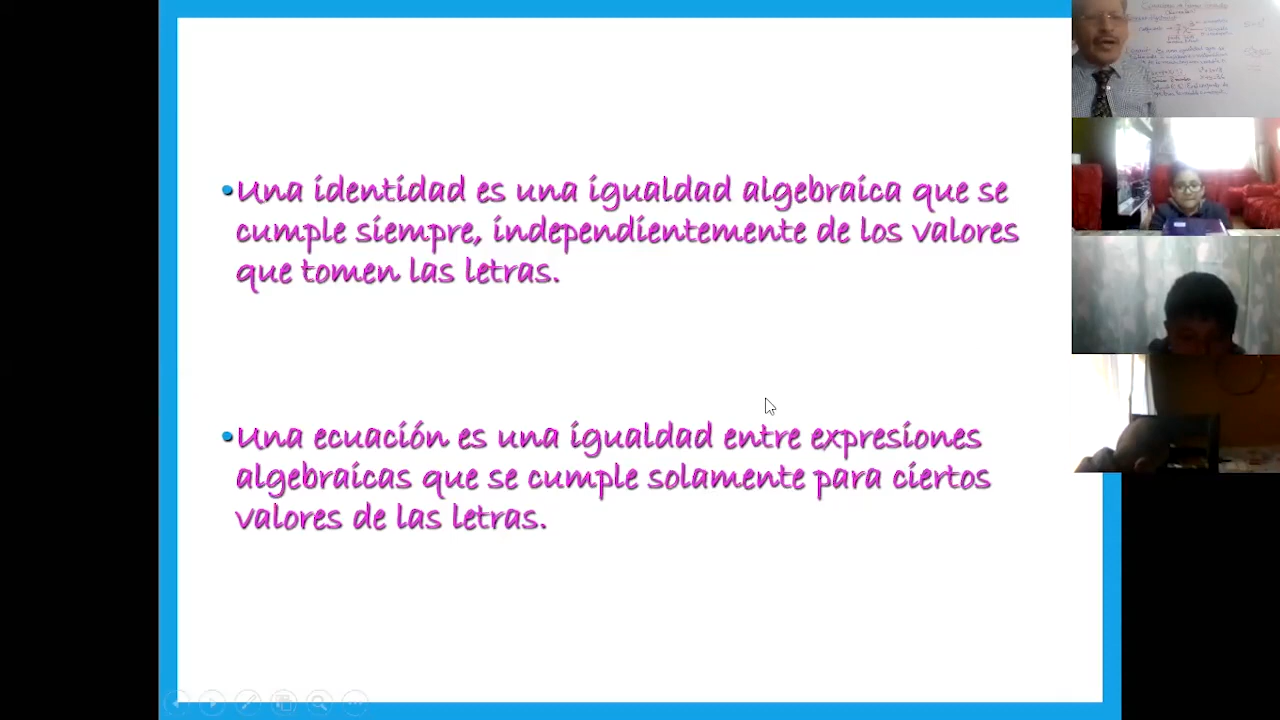 •Una identidad es una igualdad algebraica que se
cumple siempre, independientemente de los valores
que tomen las letras.
•Una ecuación es una igualdad entre expresiones
algebraicas que se cumple solamente para ciertos
valores de las letras.